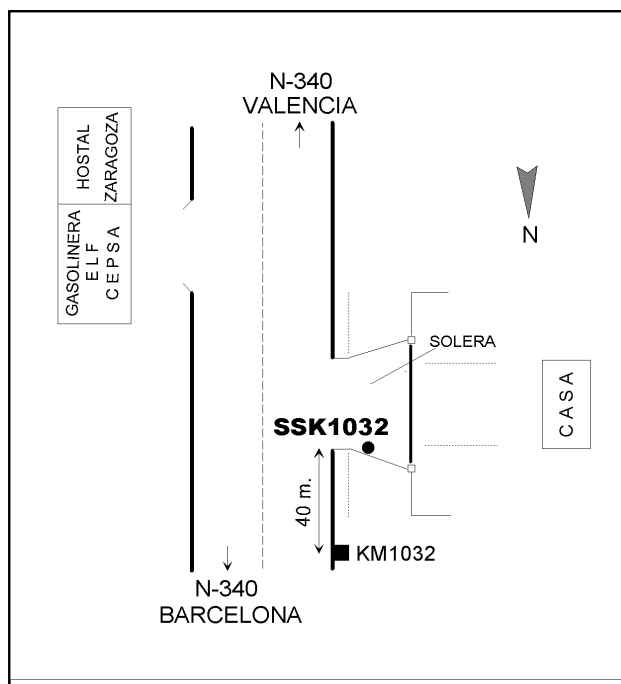 N-340
VALENCIA
HOSTAL
ZARAGOZA
GASOLINERA
ELF
CEPSA
N
SOLERA
CASA
SSK1032
40 m.
KM1032
N-340
BARCELONA